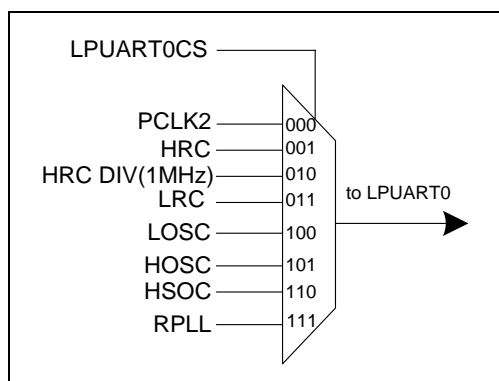 LPUART0CS
PCLK2 000
HRC 001
HRC DIV(1MHz) 010
LRC 011 to LPUART0
LOSC 100
HOSC 101
HSOC 110
RPLL 111